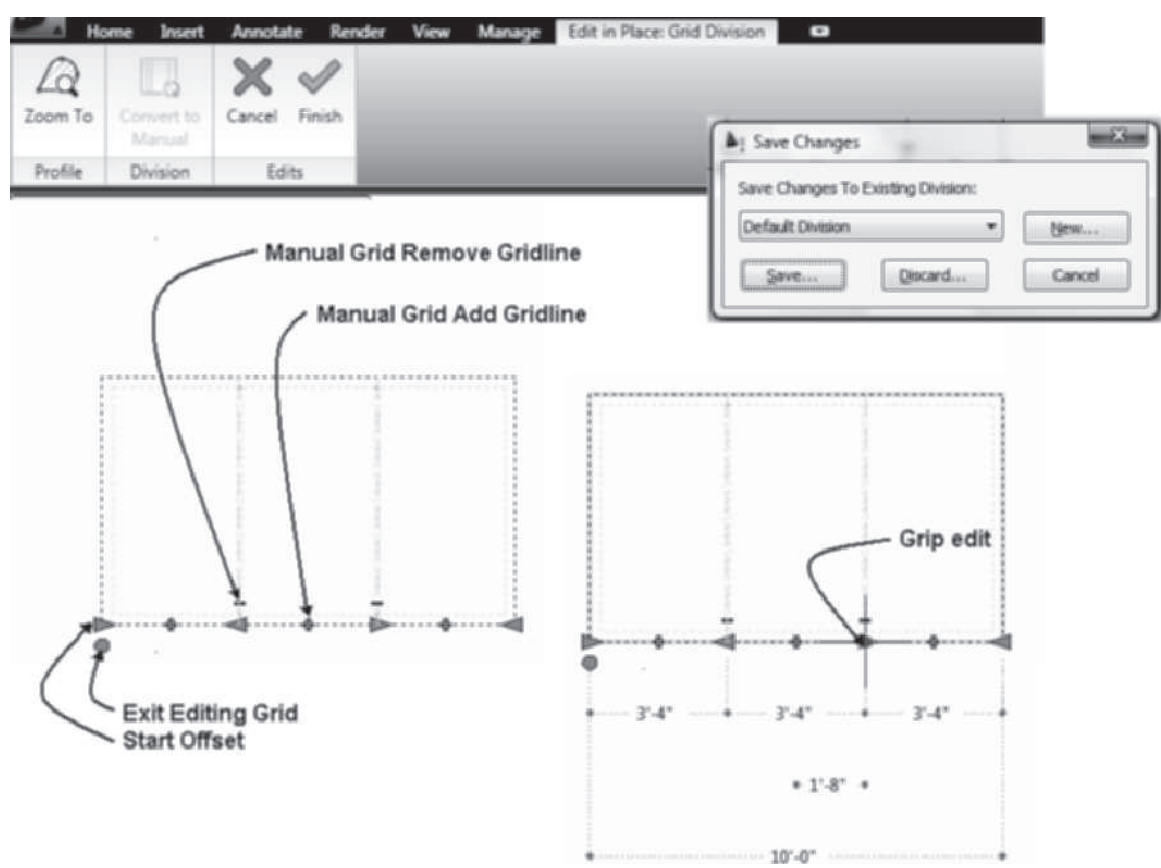 Home Insert Annotate Render View Manage Edit in Place: Grid Division
Zoom To
Convert to
Manual
Cancel Finish
Profile Division Edits
Save Changes
Save Changes To Existing Division:
Default Division
New...
Save... Discard... Cancel
Manual Grid Remove Gridline
Manual Grid Add Gridline
Grip edit
Exit Editing Grid
Start Offset
3'-4" 3'-4" 3'-4"
1'-8"
10'-0"